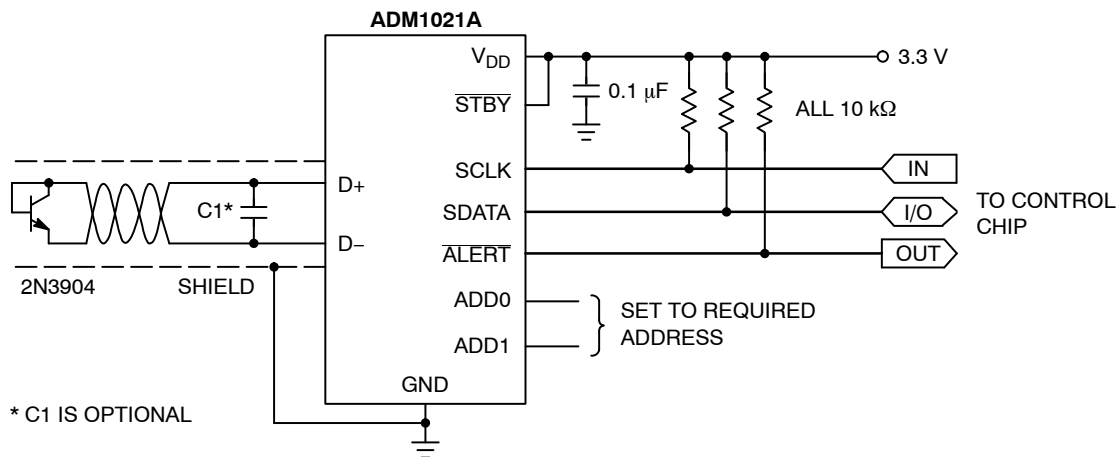 ADM1021A
VDD
STBY
SCLK
SDATA
ALERT
ADD0
ADD1
GND
D+
D–
C1*
2N3904
SHIELD
* C1 IS OPTIONAL
0.1 μF
3.3 V
ALL 10 kΩ
IN
I/O
OUT
TO CONTROL
CHIP
SET TO REQUIRED
ADDRESS